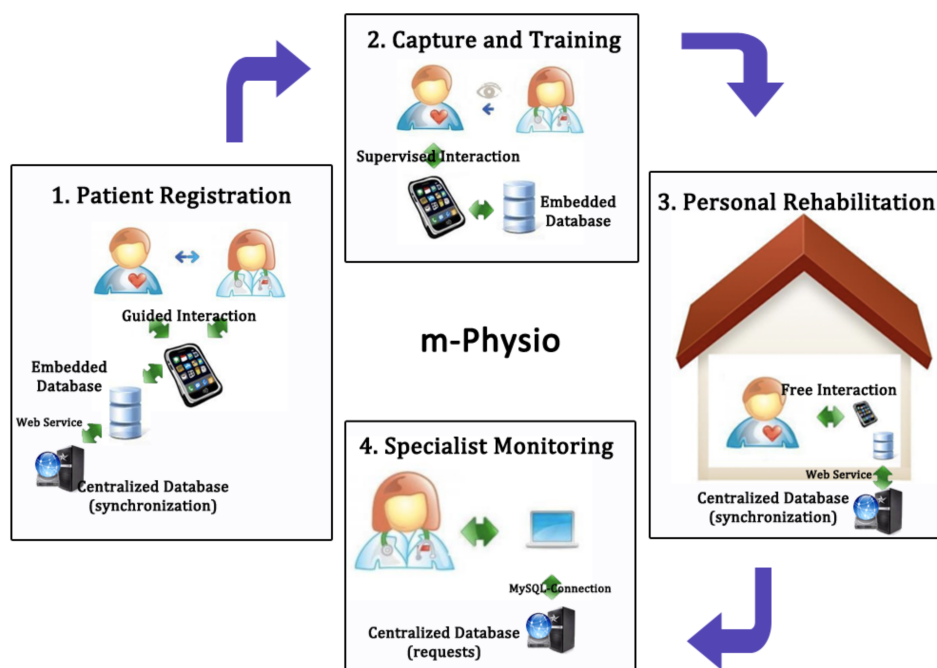 1. Patient Registration
Guided Interaction
Embedded
Database
Web Service
Centralized Database
(synchronization)
2. Capture and Training
Supervised Interaction
Embedded
Database
3. Personal Rehabilitation
Free Interaction
Web Service
Centralized Database
(synchronization)
m-Physio
4. Specialist Monitoring
MySQL-Connection
Centralized Database
(requests)